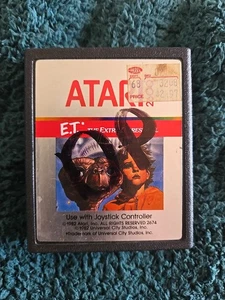 ATARI
2600
E.T.* THE EXTRA-TERRESTRIAL
Use with Joystick Controller
© 1982 Atari, Inc. ALL RIGHTS RESERVED 2674
© 1982 Universal City Studios, Inc.
*Trademark of Universal City Studios, Inc.